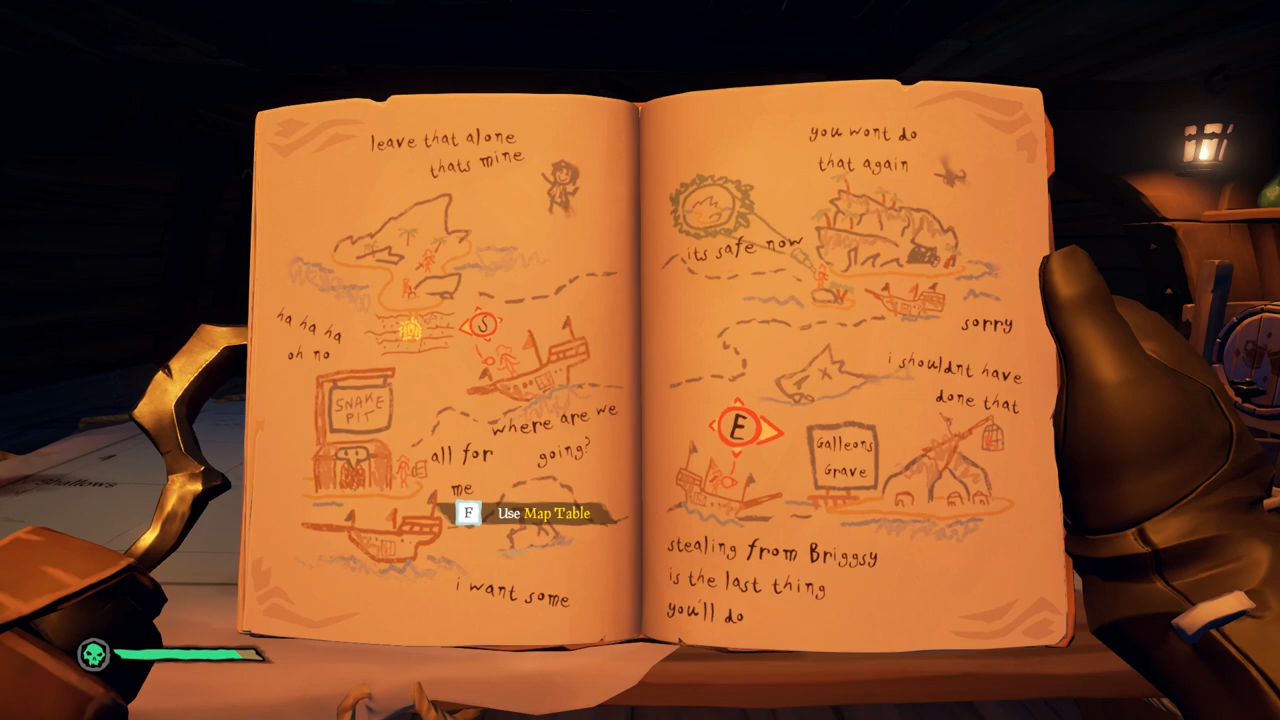 leave that alone
thats mine
ha ha ha
oh no
S
SNAKE
PIT
where are we
going?
all for
me
F Use Map Table
i want some
you wont do
that again
its safe now
sorry
i shouldnt have
done that
E
Galleons
Grave
stealing from Briggsy
is the last thing
you'll do